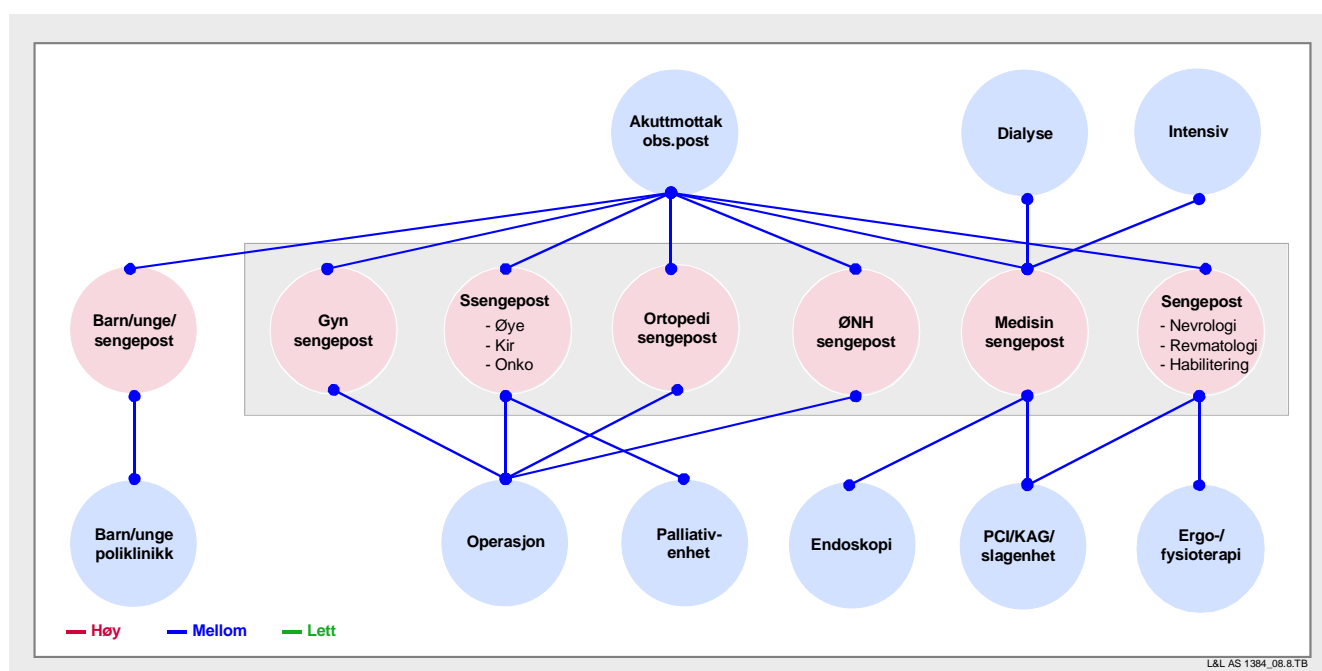 Akuttmottak
obs.post
Dialyse
Intensiv
Barn/unge/
sengepost
Gyn
sengepost
Ssengepost
- Øye
- Kir
- Onko
Ortopedi
sengepost
ØNH
sengepost
Medisin
sengepost
Sengepost
- Nevrologi
- Revmatologi
- Habilitering
Barn/unge
poliklinikk
Operasjon
Palliativ-
enhet
Endoskopi
PCI/KAG/
slagenhet
Ergo-/
fysioterapi
Høy
Mellom
Lett
L&L AS 1384_08.8.TB